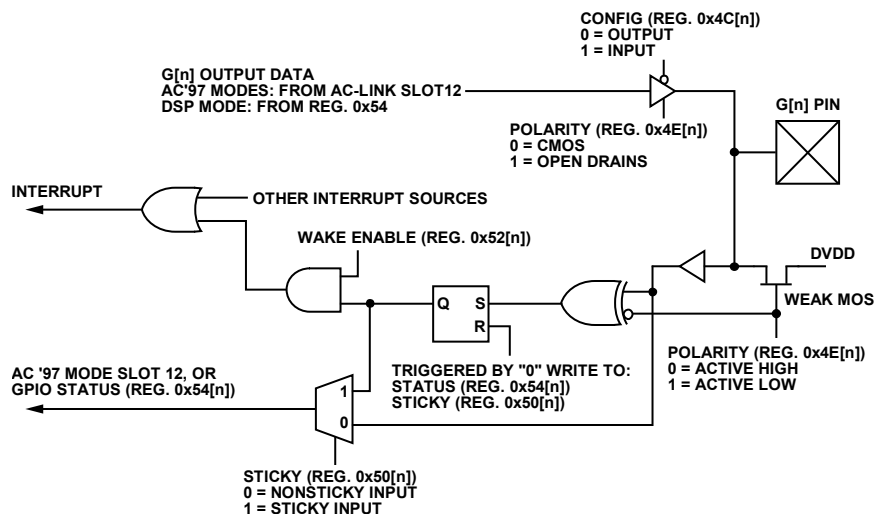 CONFIG (REG. 0x4C[n])
0 = OUTPUT
1 = INPUT
G[n] OUTPUT DATA
AC'97 MODES: FROM AC-LINK SLOT12
DSP MODE: FROM REG. 0x54
G[n] PIN
POLARITY (REG. 0x4E[n])
0 = CMOS
1 = OPEN DRAINS
INTERRUPT
OTHER INTERRUPT SOURCES
WAKE ENABLE (REG. 0x52[n])
DVDD
WEAK MOS
Q
S
R
POLARITY (REG. 0x4E[n])
0 = ACTIVE HIGH
1 = ACTIVE LOW
TRIGGERED BY "0" WRITE TO:
STATUS (REG. 0x54[n])
STICKY (REG. 0x50[n])
AC '97 MODE SLOT 12, OR
GPIO STATUS (REG. 0x54[n])
1
0
STICKY (REG. 0x50[n])
0 = NONSTICKY INPUT
1 = STICKY INPUT